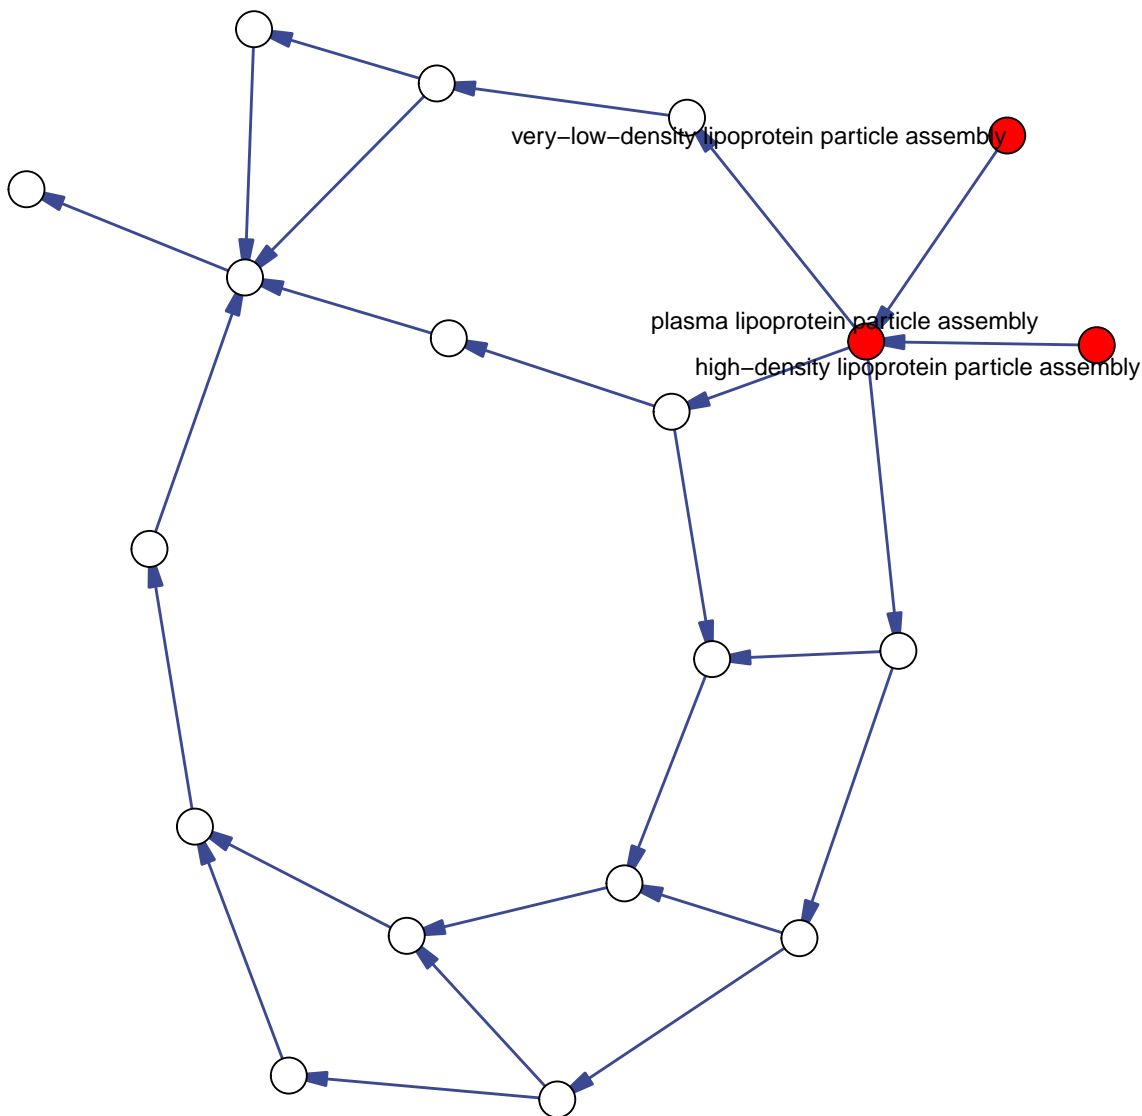 very−low−density lipoprotein particle assembly
plasma lipoprotein particle assembly
high−density lipoprotein particle assembly